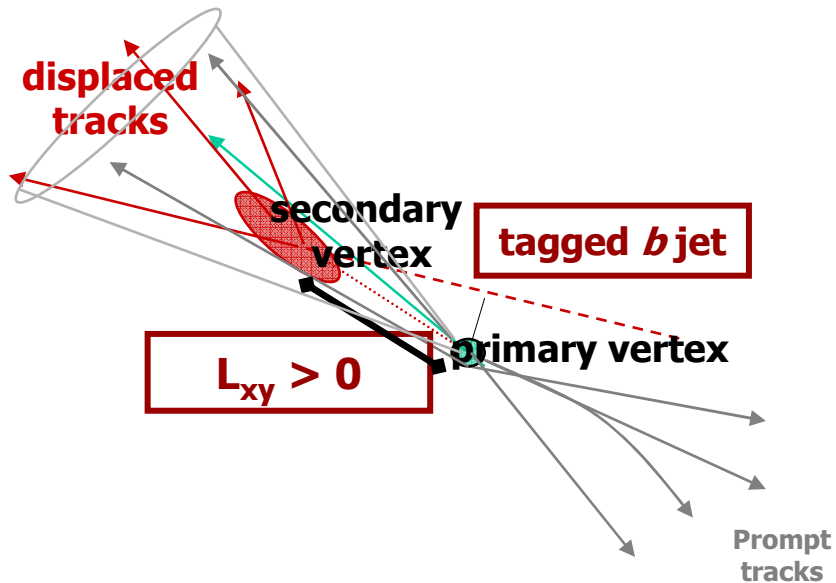 displaced
tracks
secondary
vertex
tagged b jet
primary vertex
Lxy > 0
Prompt
tracks